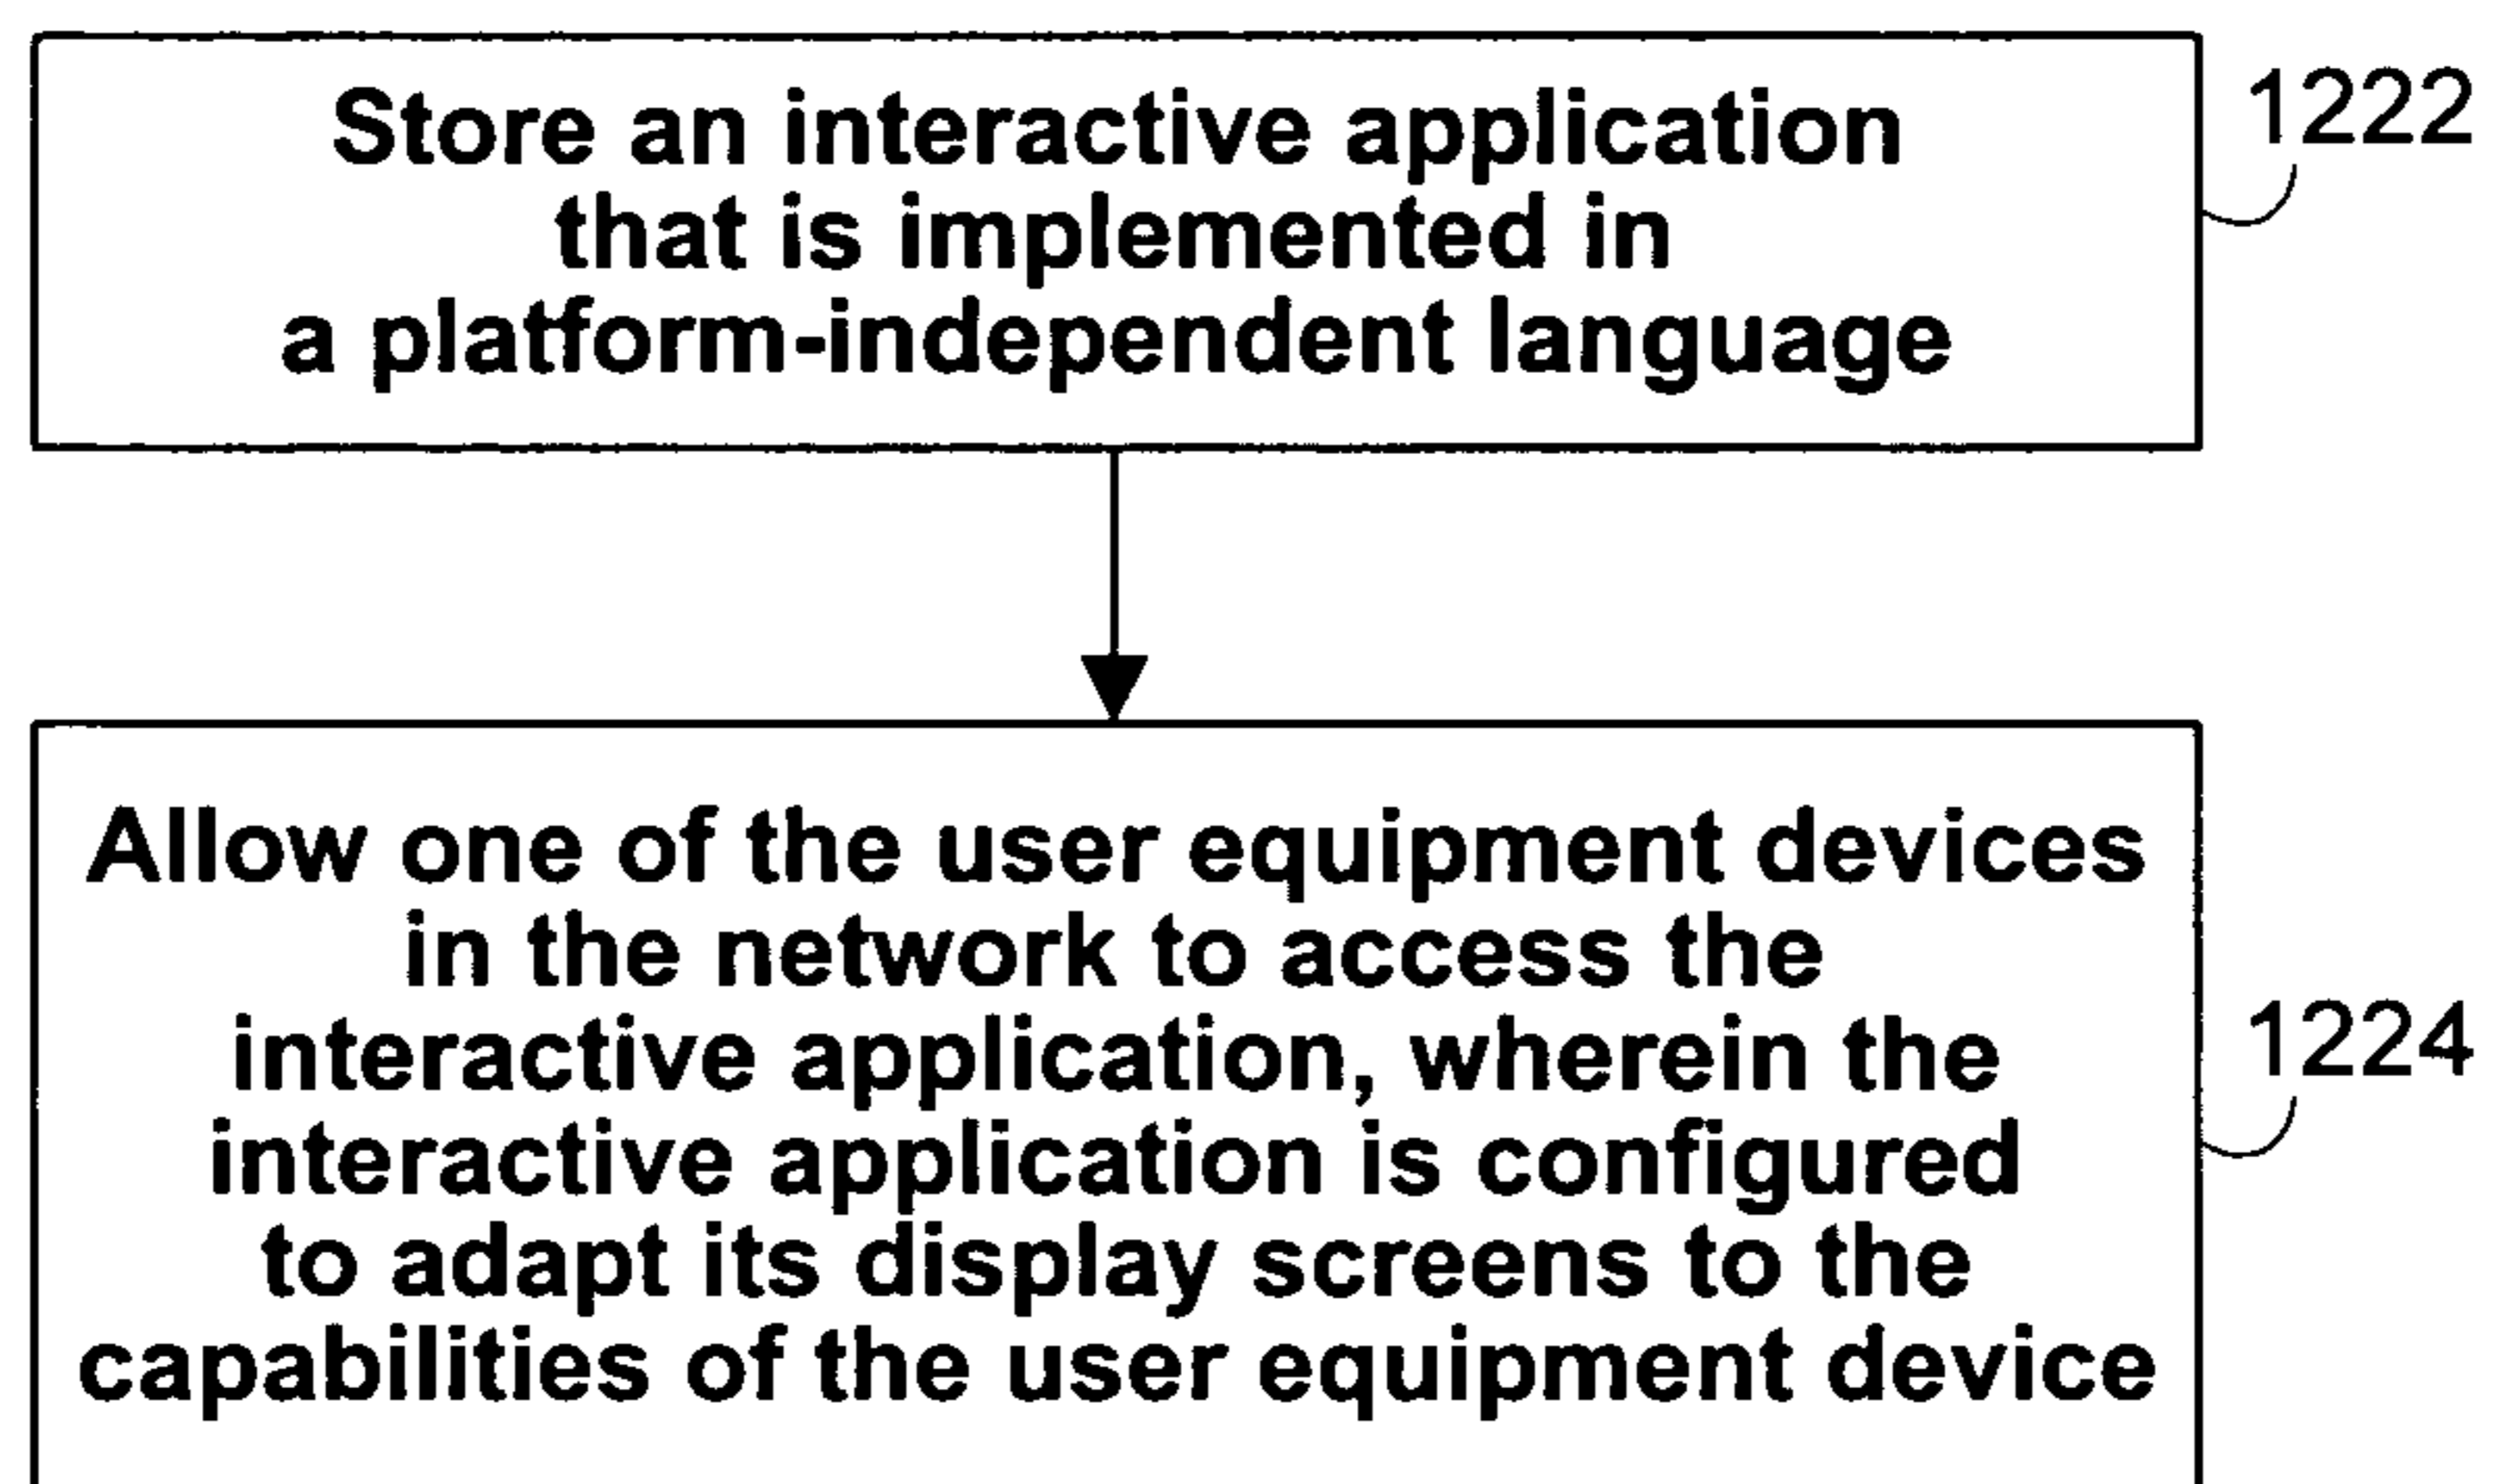 Store an interactive application
that is implemented in
a platform-independent language
1222
Allow one of the user equipment devices
in the network to access the
interactive application, wherein the
interactive application is configured
to adapt its display screens to the
capabilities of the user equipment device
1224